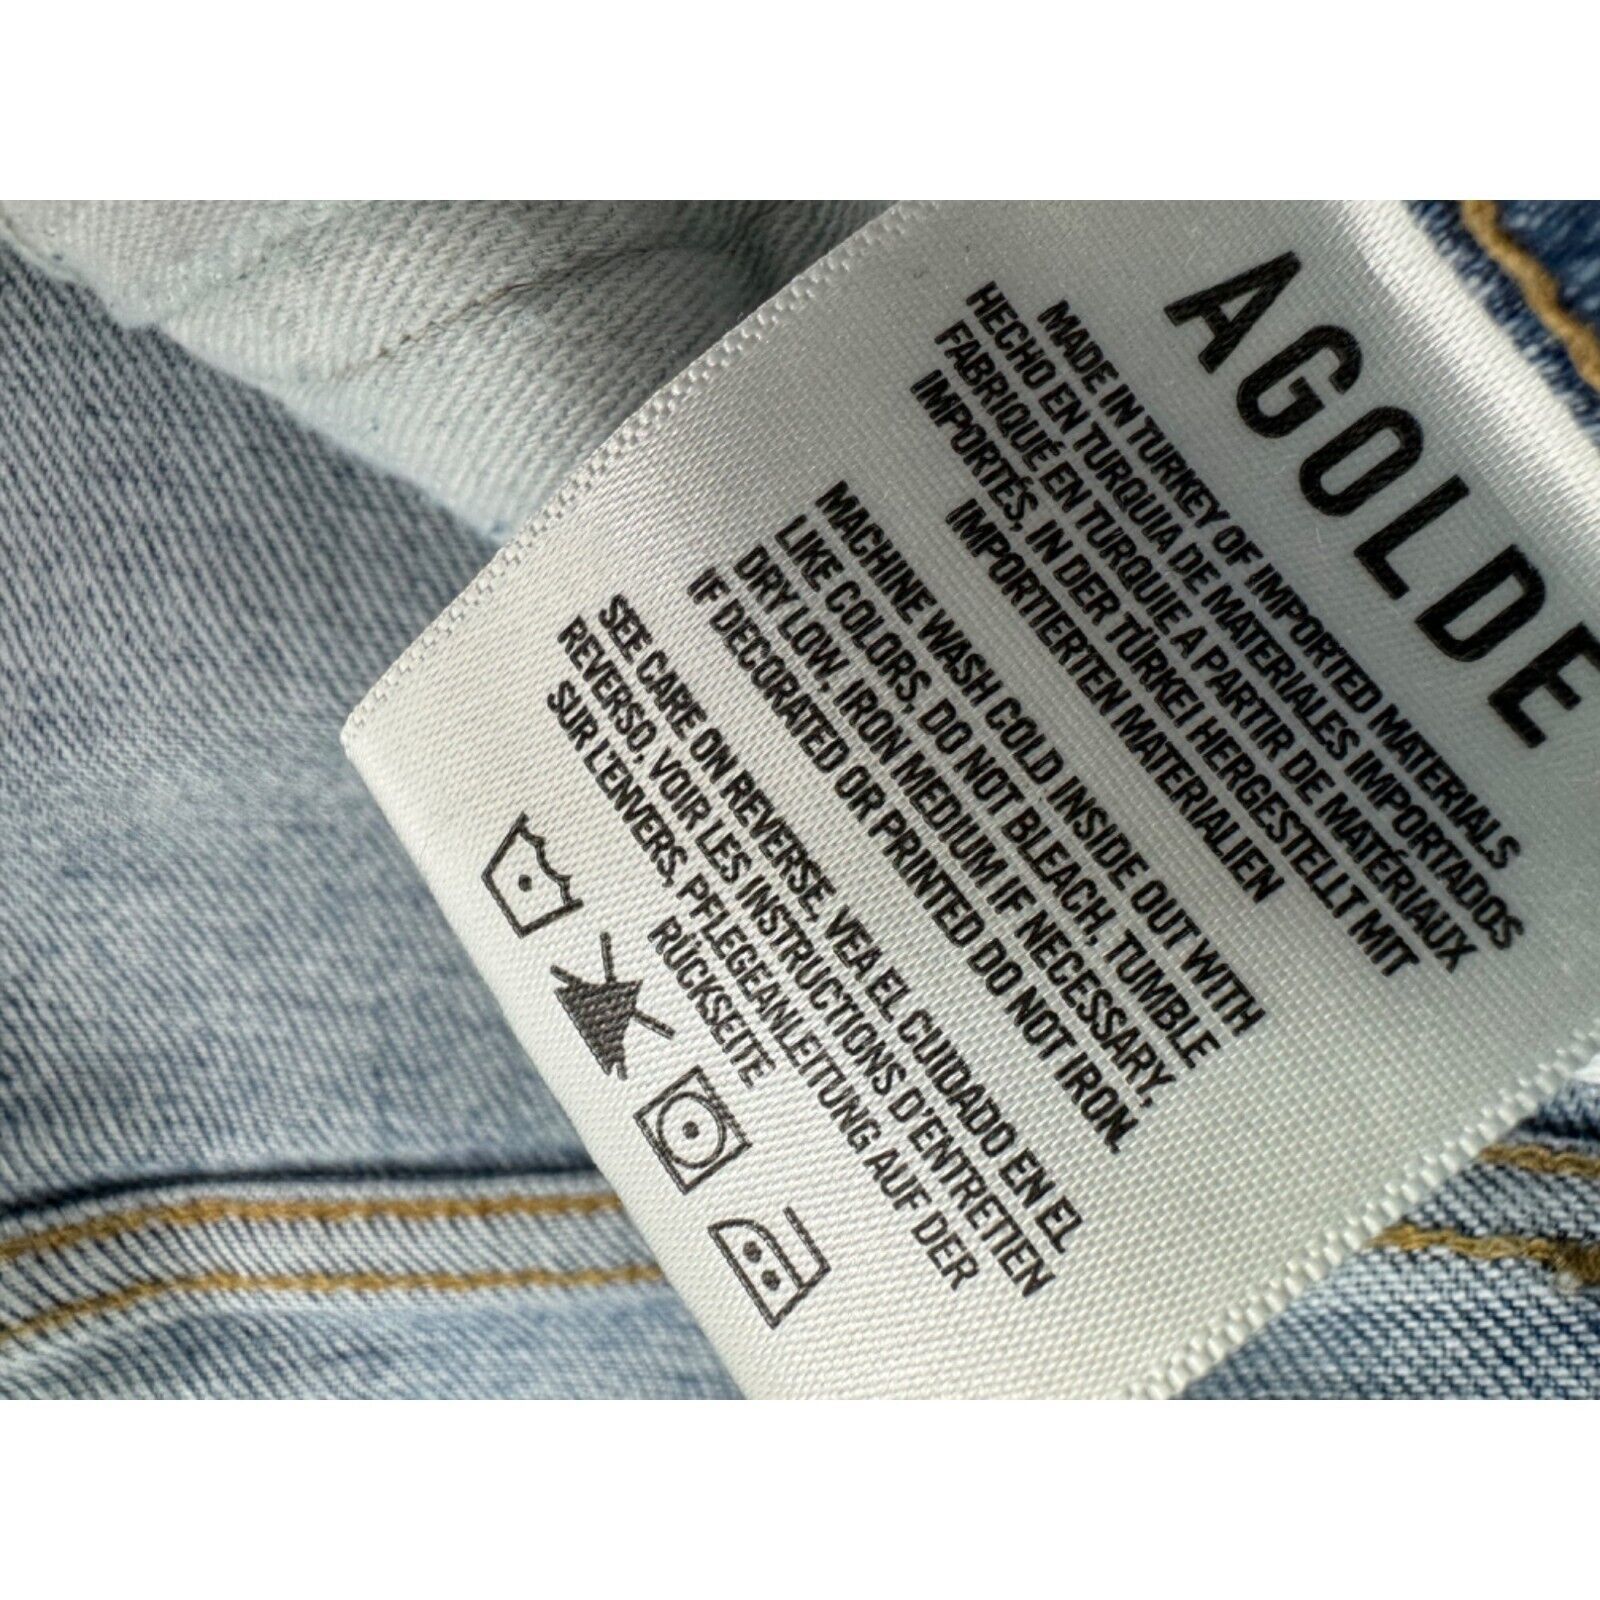 AGOLDE
MADE IN TURKEY OF IMPORTED MATERIALS
HECHO EN TURQUIA DE MATERIALES IMPORTADOS
FABRIQUÉ EN TURQUIE A PARTIR DE MATÉRIAUX
IMPORTÉS, IN DER TÜRKEI HERGESTELLT MIT
IMPORTIERTEN MATERIALIEN
MACHINE WASH COLD INSIDE OUT WITH
LIKE COLORS, DO NOT BLEACH, TUMBLE
DRY LOW, IRON MEDIUM IF NECESSARY,
IF DECORATED OR PRINTED DO NOT IRON.
SEE CARE ON REVERSE, VEA EL CUIDADO EN EL
REVERSO, VOIR LES INSTRUCTIONS D'ENTRETIEN
SUR L'ENVERS, PFLEGEANLEITUNG AUF DER
RÜCKSEITE